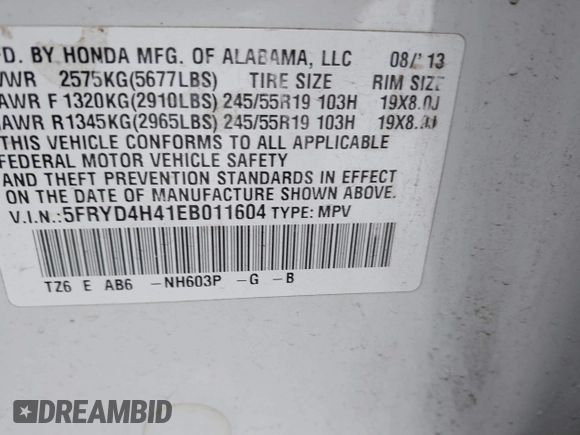 D. BY HONDA MFG. OF ALABAMA, LLC 08/13
VWR 2575KG(5677LBS) TIRE SIZE RIM SIZE
AWR F 1320KG(2910LBS) 245/55R19 103H 19X8.0J
AWR R1345KG(2965LBS) 245/55R19 103H 19X8.0J
THIS VEHICLE CONFORMS TO ALL APPLICABLE
FEDERAL MOTOR VEHICLE SAFETY
AND THEFT PREVENTION STANDARDS IN EFFECT
ON THE DATE OF MANUFACTURE SHOWN ABOVE.
V.I.N.:5FRYD4H41EB011604 TYPE: MPV
TZ6 E AB6 -NH603P -G -B
DREAMBID